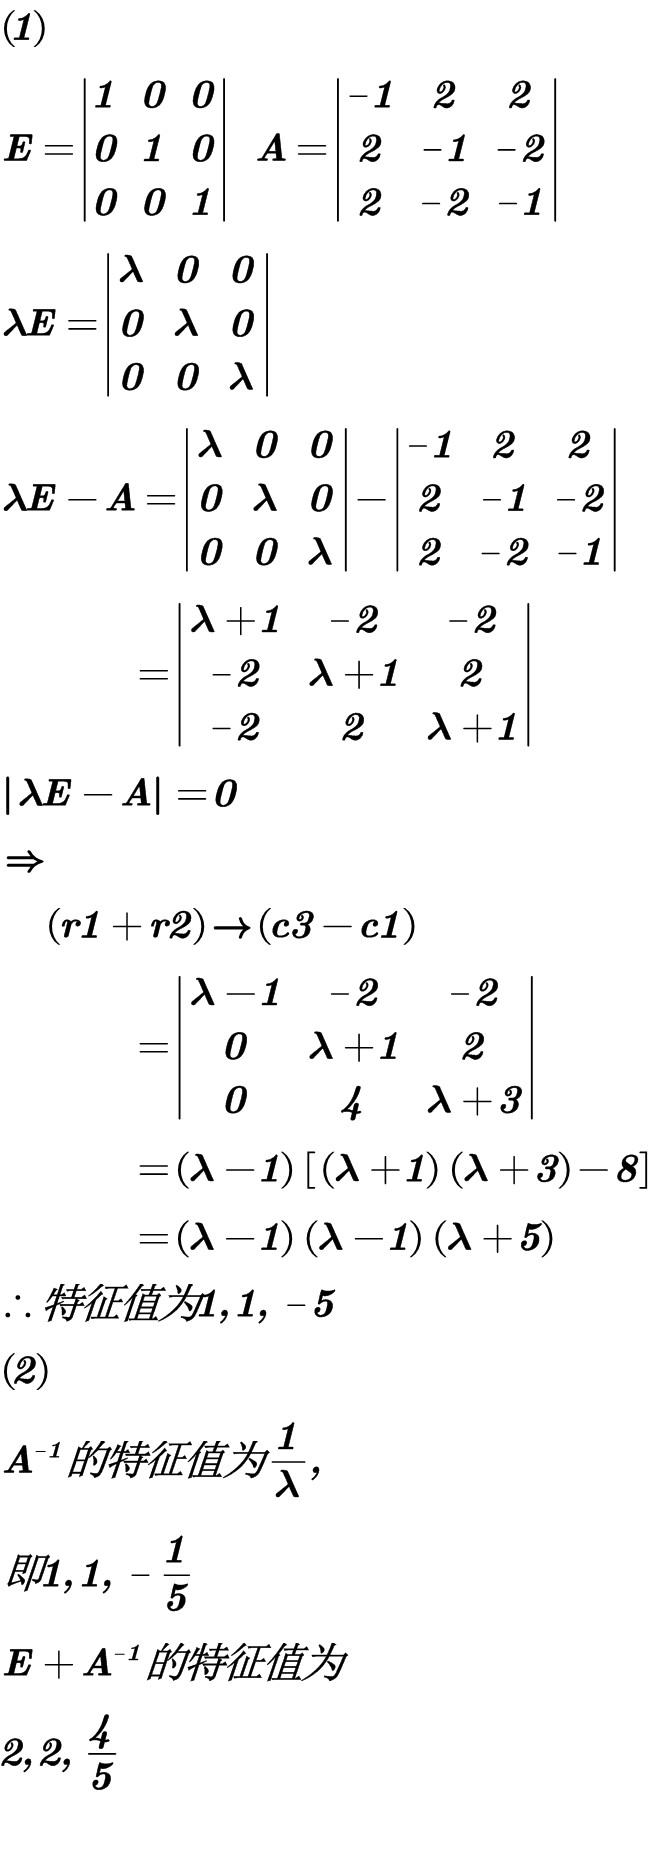 (1)
E = |1 0 0; 0 1 0; 0 0 1| A = |-1 2 2; 2 -1 -2; 2 -2 -1|
λE = |λ 0 0; 0 λ 0; 0 0 λ|
λE - A = |λ 0 0; 0 λ 0; 0 0 λ| - |-1 2 2; 2 -1 -2; 2 -2 -1|
= |λ+1 -2 -2; -2 λ+1 2; -2 2 λ+1|
|λE - A| = 0
⇒
(r1 + r2)→(c3 - c1)
= |λ-1 -2 -2; 0 λ+1 2; 0 4 λ+3|
= (λ-1)[(λ+1)(λ+3)-8]
= (λ-1)(λ-1)(λ+5)
∴ 特征值为1, 1, -5
(2)
A⁻¹的特征值为1/λ,
即1, 1, -1/5
E + A⁻¹的特征值为
2, 2, 4/5